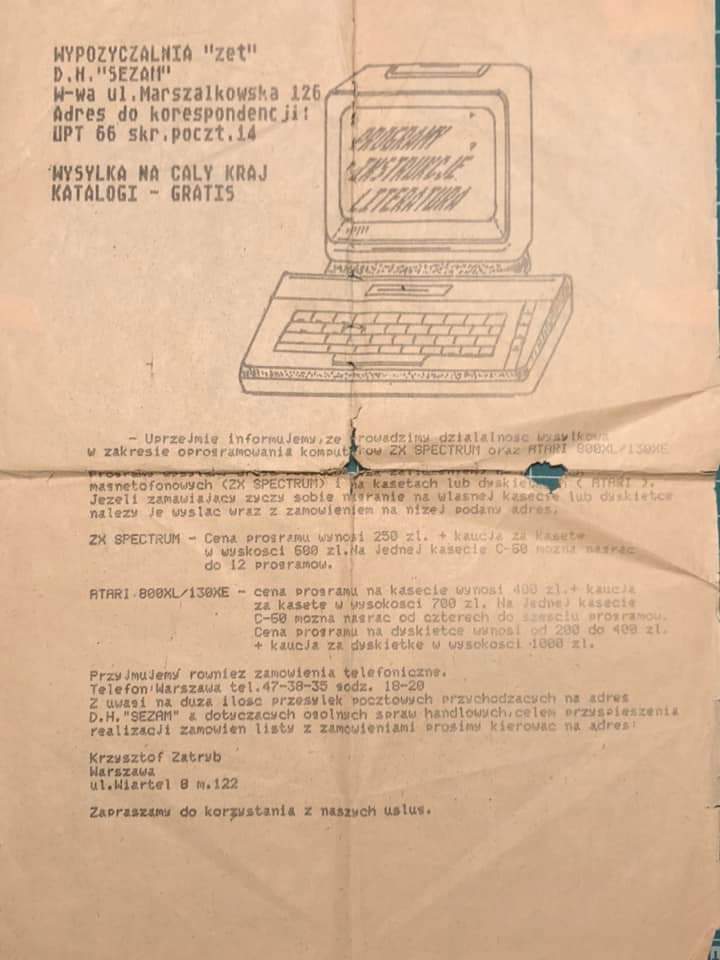 WYPOZYCZALNIA "zet"
D.H."SEZAM"
W-wa ul.Marszalkowska 126
Adres do korespondencji:
UPT 66 skr.poczt.14
WYSYLKA NA CALY KRAJ
KATALOGI - GRATIS
PROGRAMY
INSTRUKCJE
LITERATURA
- Uprzejmie informujemy,ze prowadzimy dzialalnosc wysylkowa
w zakresie oprogramowania komputerow ZX SPECTRUM oraz ATARI 800XL/130XE
Programy
magnetofonowych (ZX SPECTRUM) i na kasetach lub dyskietkach ( ATARI ).
Jezeli zamawiajacy zyczy sobie nagranie na wlasnej kasecie lub dyskietce
nalezy je wyslac wraz z zamowieniem na nizej podany adres.
ZX SPECTRUM - Cena programu wynosi 250 zl. + kaucja za kasete
w wyskosci 600 zl.Na jednej kasecie C-60 mozna nagrac
do 12 programow.
ATARI 800XL/130XE - cena programu na kasecie wynosi 400 zl.+ kaucja
za kasete w wysokosci 700 zl. Na jednej kasecie
C-60 mozna nagrac od czterech do szesciu programow.
Cena programu na dyskietce wynosi od 200 do 400 zl.
+ kaucja za dyskietke w wysokosci 1000 zl.
Przyjmujemy rowniez zamowienia telefoniczne.
Telefon:Warszawa tel.47-38-35 godz. 18-20
Z uwagi na duza ilosc przesylek pocztowych przychodzacych na adres
D.H."SEZAM" a dotyczacych ogolnych spraw handlowych,celem przyspieszenia
realizacji zamowien listy z zamowieniami prosimy kierowac na adres:
Krzysztof Zatryb
Warszawa
ul.Wiartel 8 m.122
Zapraszamy do korzystania z naszych uslug.